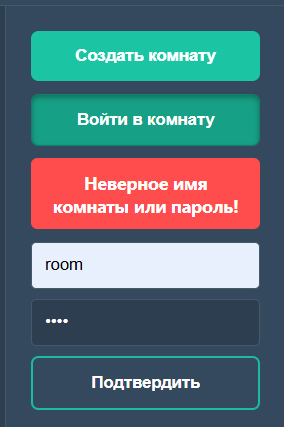 Создать комнату
Войти в комнату
Неверное имя
комнаты или пароль!
room
••••
Подтвердить